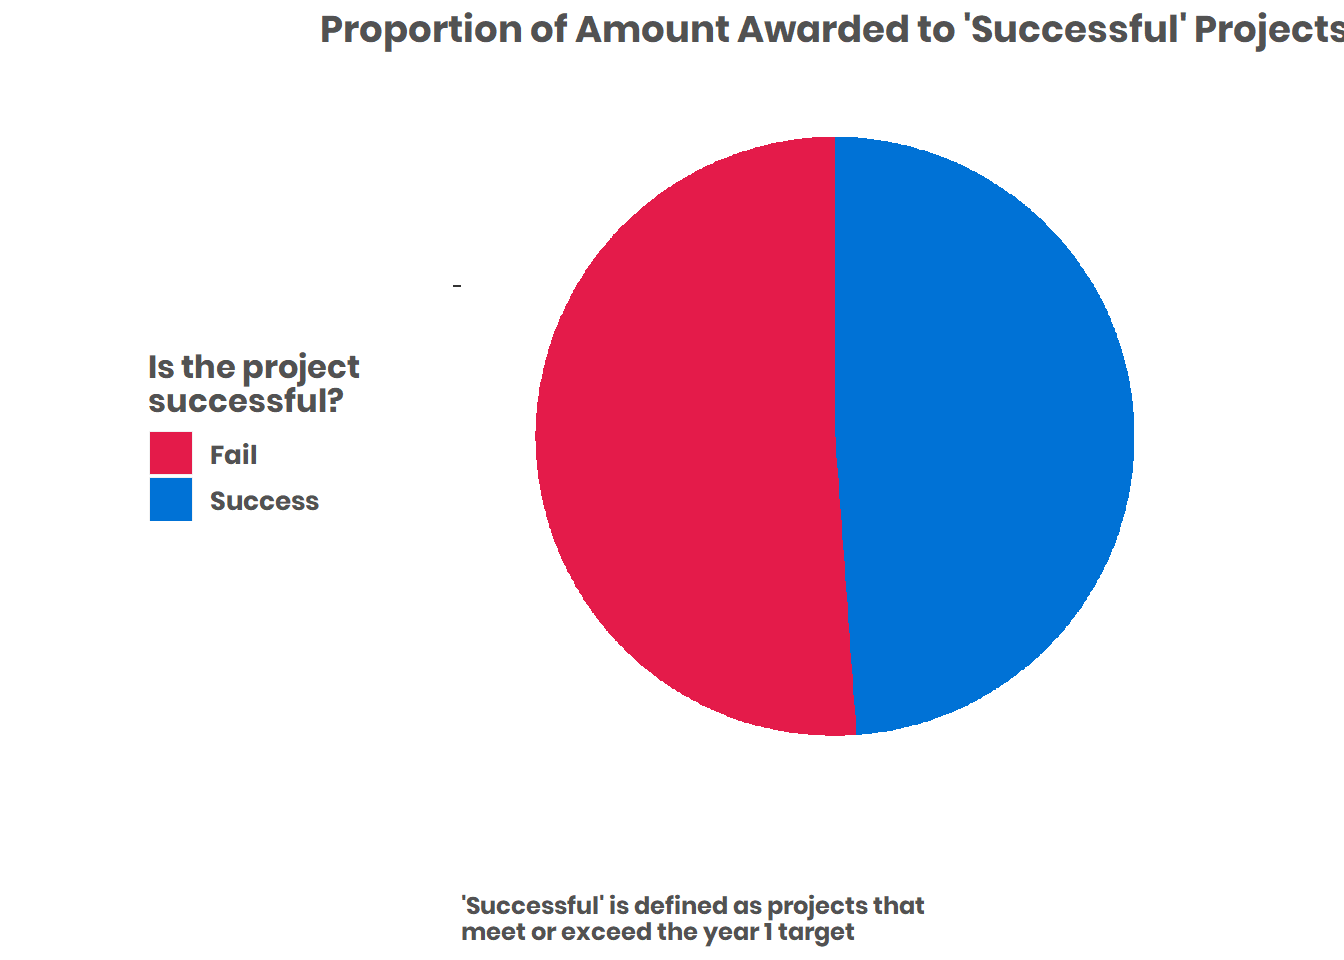 Proportion of Amount Awarded to 'Successful' Projects
Is the project
successful?
Fail
Success
'Successful' is defined as projects that
meet or exceed the year 1 target